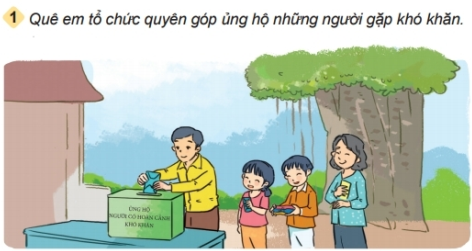 1 Quê em tổ chức quyên góp ủng hộ những người gặp khó khăn.
ỦNG HỘ
NGƯỜI CÓ HOÀN CẢNH
KHÓ KHĂN